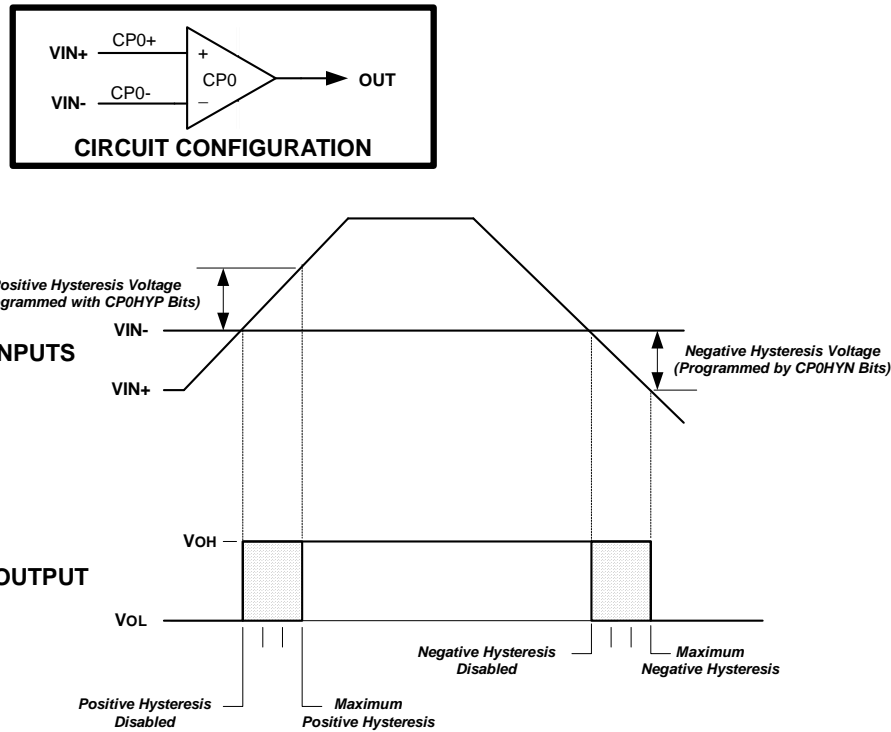 VIN+
CP0+
+
CP0
OUT
VIN-
CP0-
_
CIRCUIT CONFIGURATION
Positive Hysteresis Voltage
grammed with CP0HYP Bits)
VIN-
NPUTS
Negative Hysteresis Voltage
(Programmed by CP0HYN Bits)
VIN+
VOH
OUTPUT
VOL
Negative Hysteresis
Disabled
Maximum
Negative Hysteresis
Positive Hysteresis
Disabled
Maximum
Positive Hysteresis